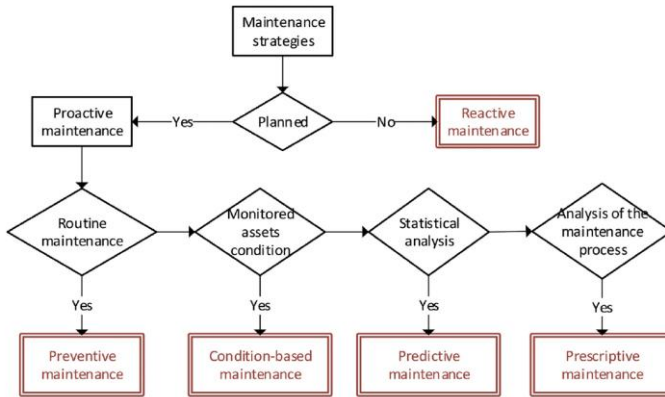 Maintenance
strategies
Proactive
maintenance
Yes
Planned
No
Reactive
maintenance
Routine
maintenance
Monitored
assets
condition
Statistical
analysis
Analysis of the
maintenance
process
Yes
Yes
Yes
Yes
Preventive
maintenance
Condition-based
maintenance
Predictive
maintenance
Prescriptive
maintenance